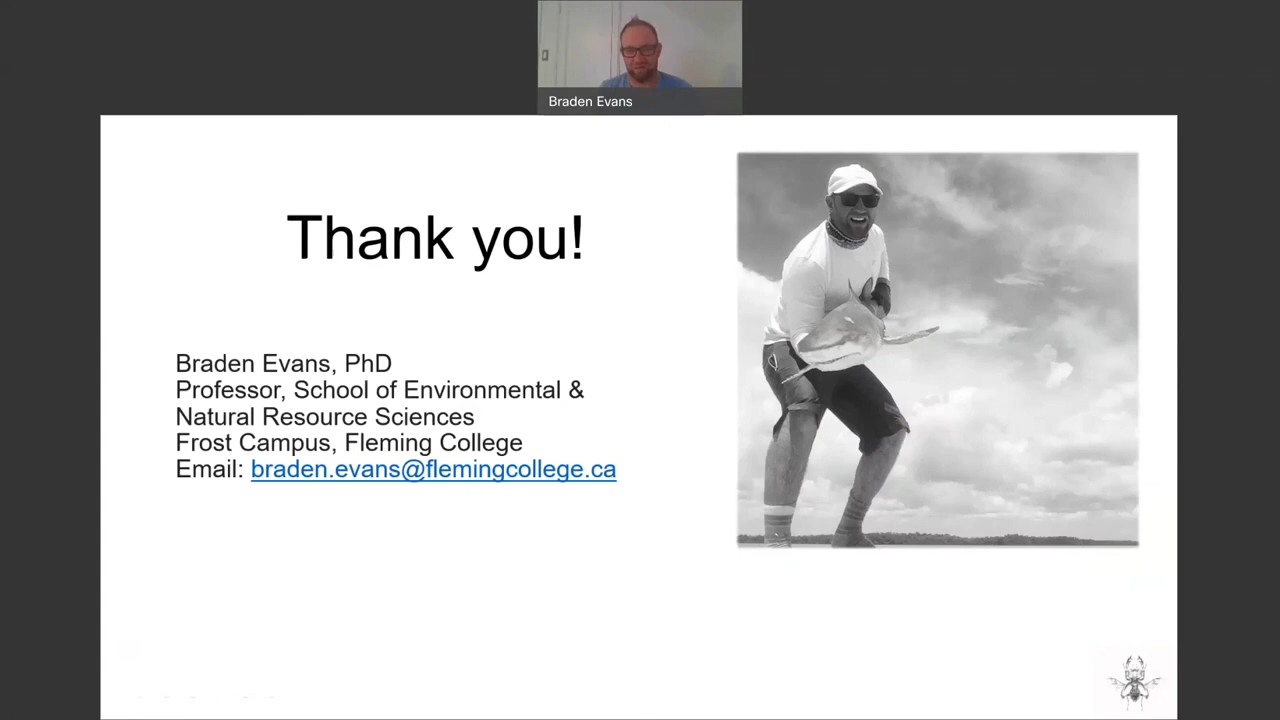 Braden Evans
Thank you!
Braden Evans, PhD
Professor, School of Environmental &
Natural Resource Sciences
Frost Campus, Fleming College
Email: braden.evans@flemingcollege.ca